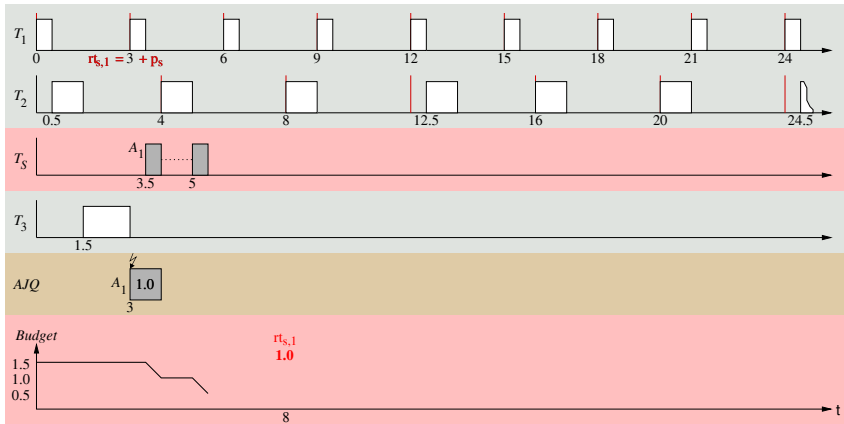 T1
0 3 6 9 12 15 18 21 24
rts,1 = 3 + ps
T2
0.5 4 8 12.5 16 20 24.5
TS
A1
3.5 5
T3
1.5
AJQ
A1 1.0
3
Budget
rts,1
1.0
1.5
1.0
0.5
8
t